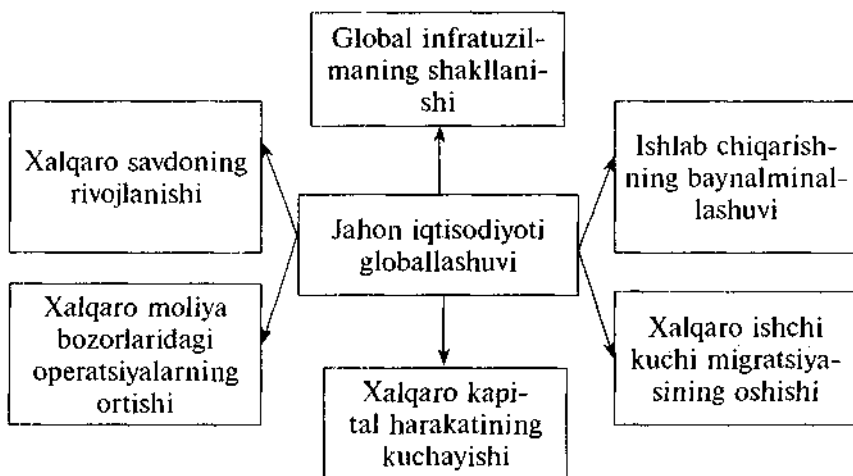 Global infratuzil-
maning shakllani-
shi
Xalqaro savdoning
rivojlanishi
Ishlab chiqarish-
ning baynalminal-
lashuvi
Jahon iqtisodiyoti
globallashuvi
Xalqaro moliya
bozorlaridagi
operatsiyalarning
ortishi
Xalqaro ishchi
kuchi migratsiya-
sining oshishi
Xalqaro kapi-
tal harakatining
kuchayishi